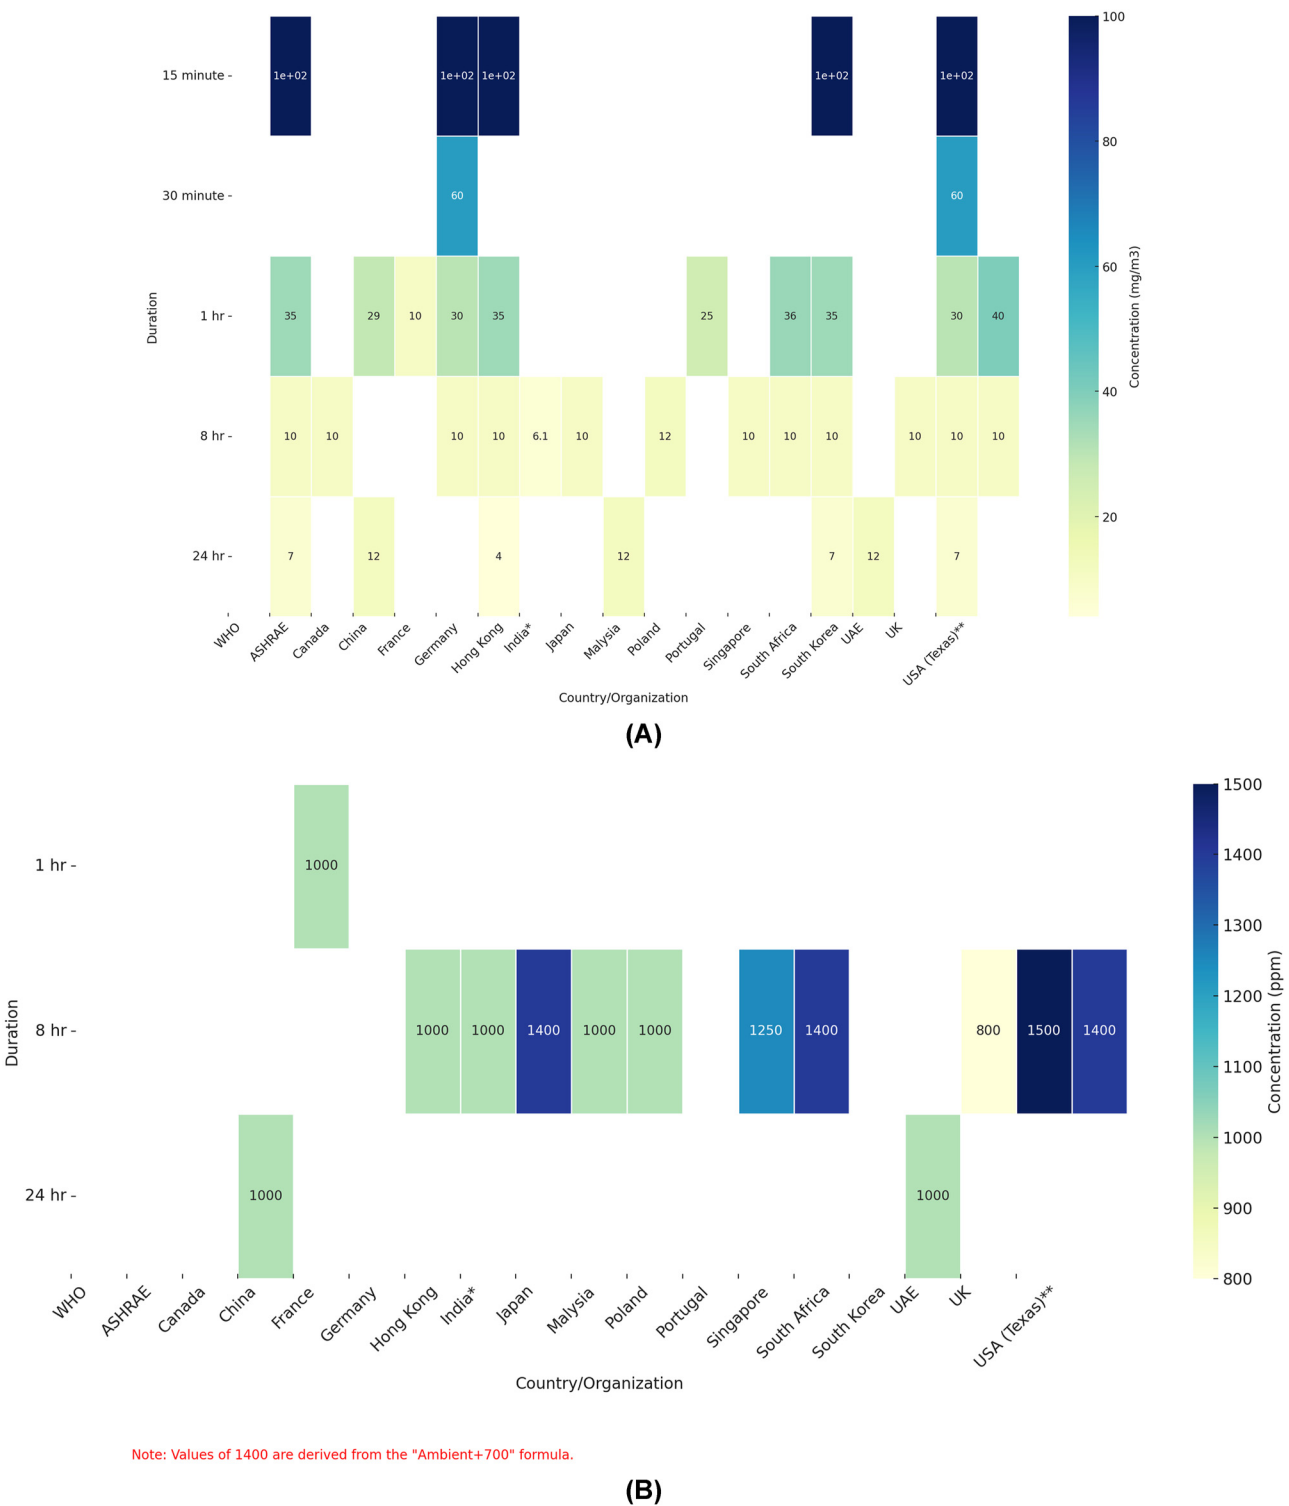 100
15 minute
1e+02 1e+02 1e+02 1e+02 1e+02
80
30 minute
60 60
60
1 hr
35 29 10 30 35 25 36 35 30 40
Duration
Concentration (mg/m3)
40
8 hr
10 10 10 10 6.1 10 12 10 10 10 10 10 10
20
24 hr
7 12 4 12 7 12 7
WHO ASHRAE Canada China France Germany Hong Kong India* Japan Malysia Poland Portugal Singapore South Africa South Korea UAE UK USA (Texas)**
Country/Organization
(A)
1500
1 hr
1000
1400
1300
Duration
8 hr
1000 1000 1400 1000 1000 1250 1400 800 1500 1400
1200
Concentration (ppm)
1100
1000
24 hr
1000 1000
900
800
WHO ASHRAE Canada China France Germany Hong Kong India* Japan Malysia Poland Portugal Singapore South Africa South Korea UAE UK USA (Texas)**
Country/Organization
Note: Values of 1400 are derived from the "Ambient+700" formula.
(B)